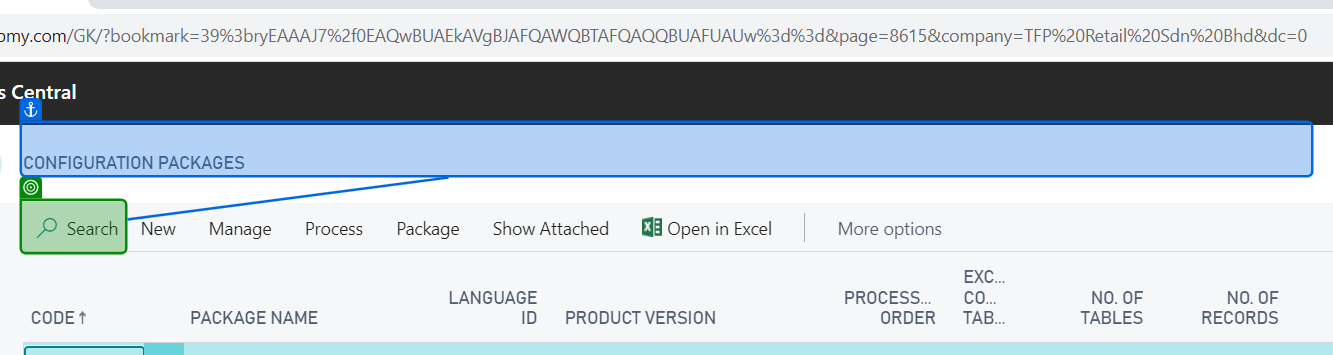 omy.com/GK/?bookmark=39%3bryEAAAJ7%2f0EAQwBUAEkAVgBJAFQAWQBTAFQAQQBUAFUAUw%3d%3d&page=8615&company=TFP%20Retail%20Sdn%20Bhd&dc=0
s Central
CONFIGURATION PACKAGES
Search New Manage Process Package Show Attached Open in Excel More options
CODE↑ PACKAGE NAME LANGUAGE ID PRODUCT VERSION PROCESS... ORDER EXC... CO... TAB... NO. OF TABLES NO. OF RECORDS